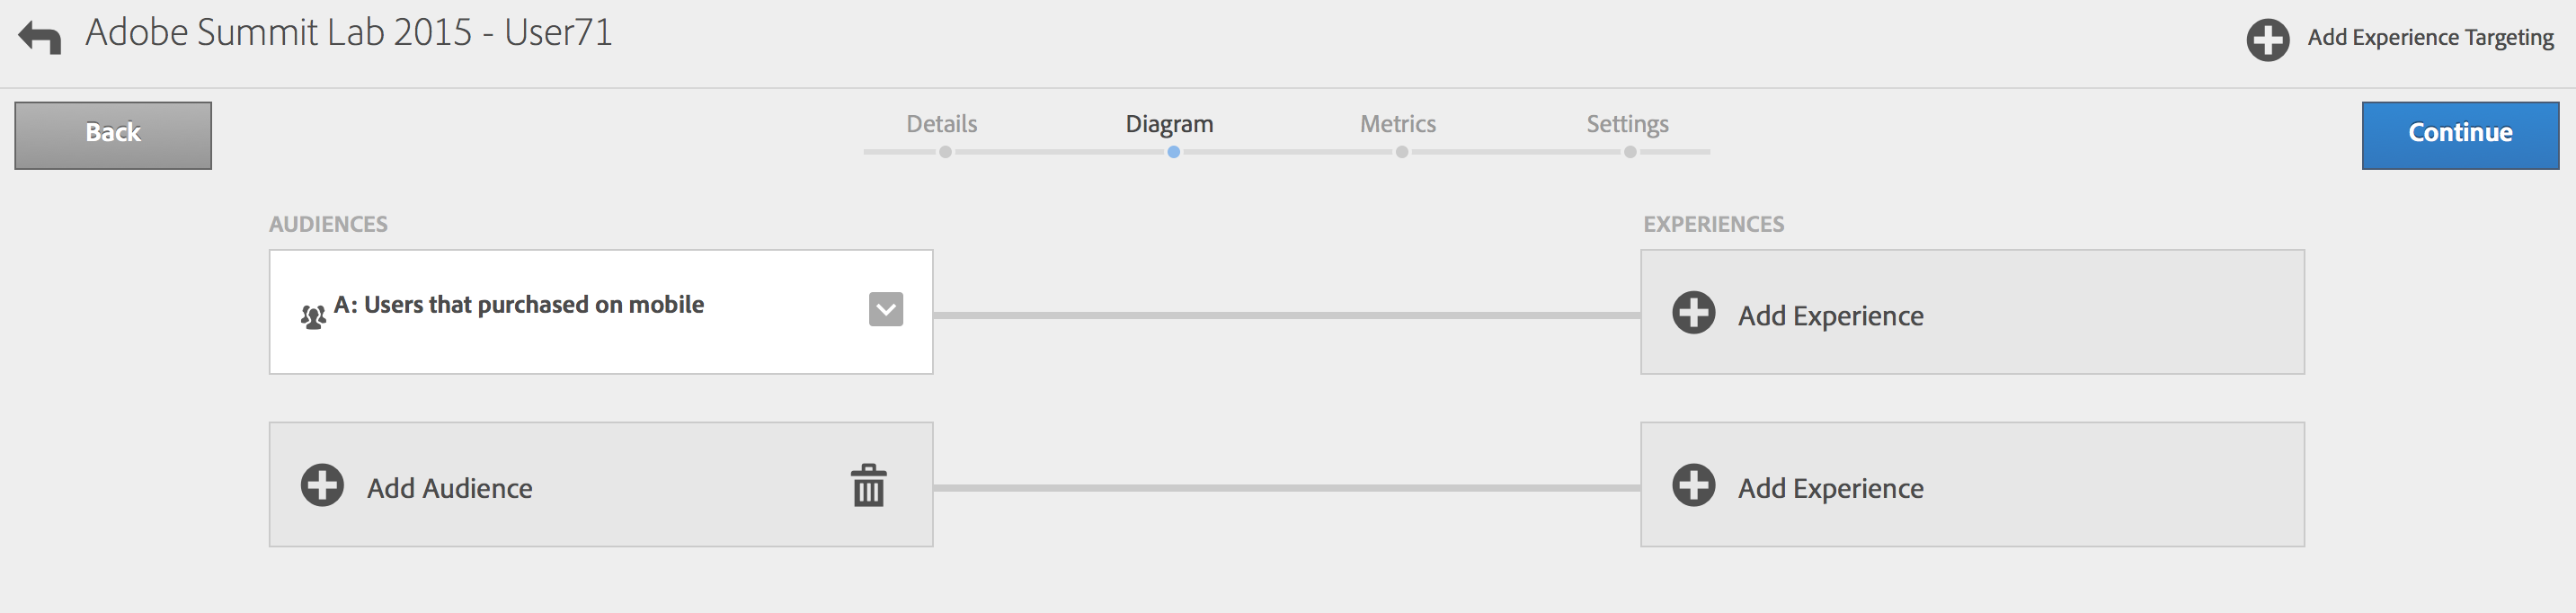 Adobe Summit Lab 2015 - User71
Add Experience Targeting
Back
Details
Diagram
Metrics
Settings
Continue
AUDIENCES
EXPERIENCES
A: Users that purchased on mobile
Add Experience
Add Audience
Add Experience